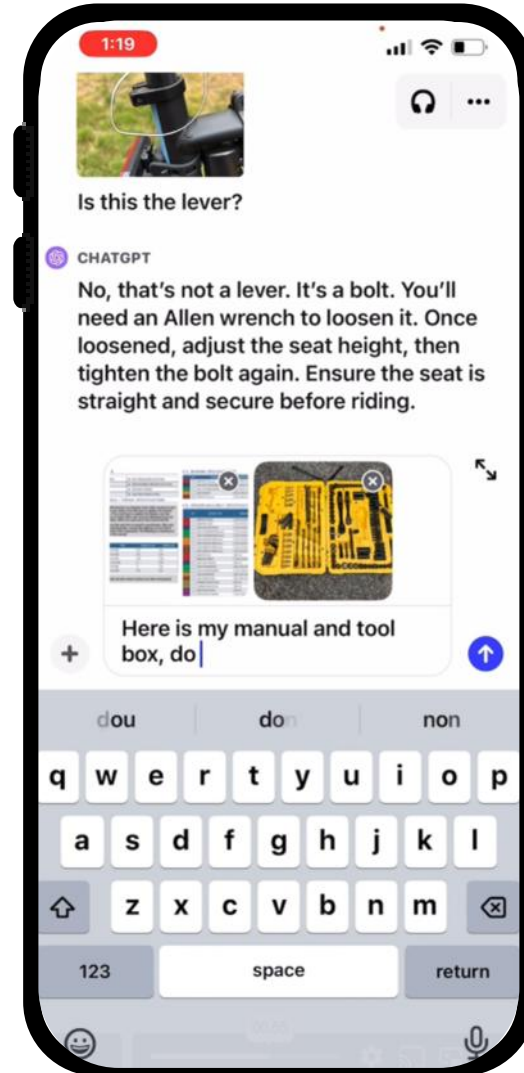 1:19
Is this the lever?
CHATGPT
No, that's not a lever. It's a bolt. You'll
need an Allen wrench to loosen it. Once
loosened, adjust the seat height, then
tighten the bolt again. Ensure the seat is
straight and secure before riding.
Here is my manual and tool
box, do
dou don non
q w e r t y u i o p
a s d f g h j k l
z x c v b n m
123 space return